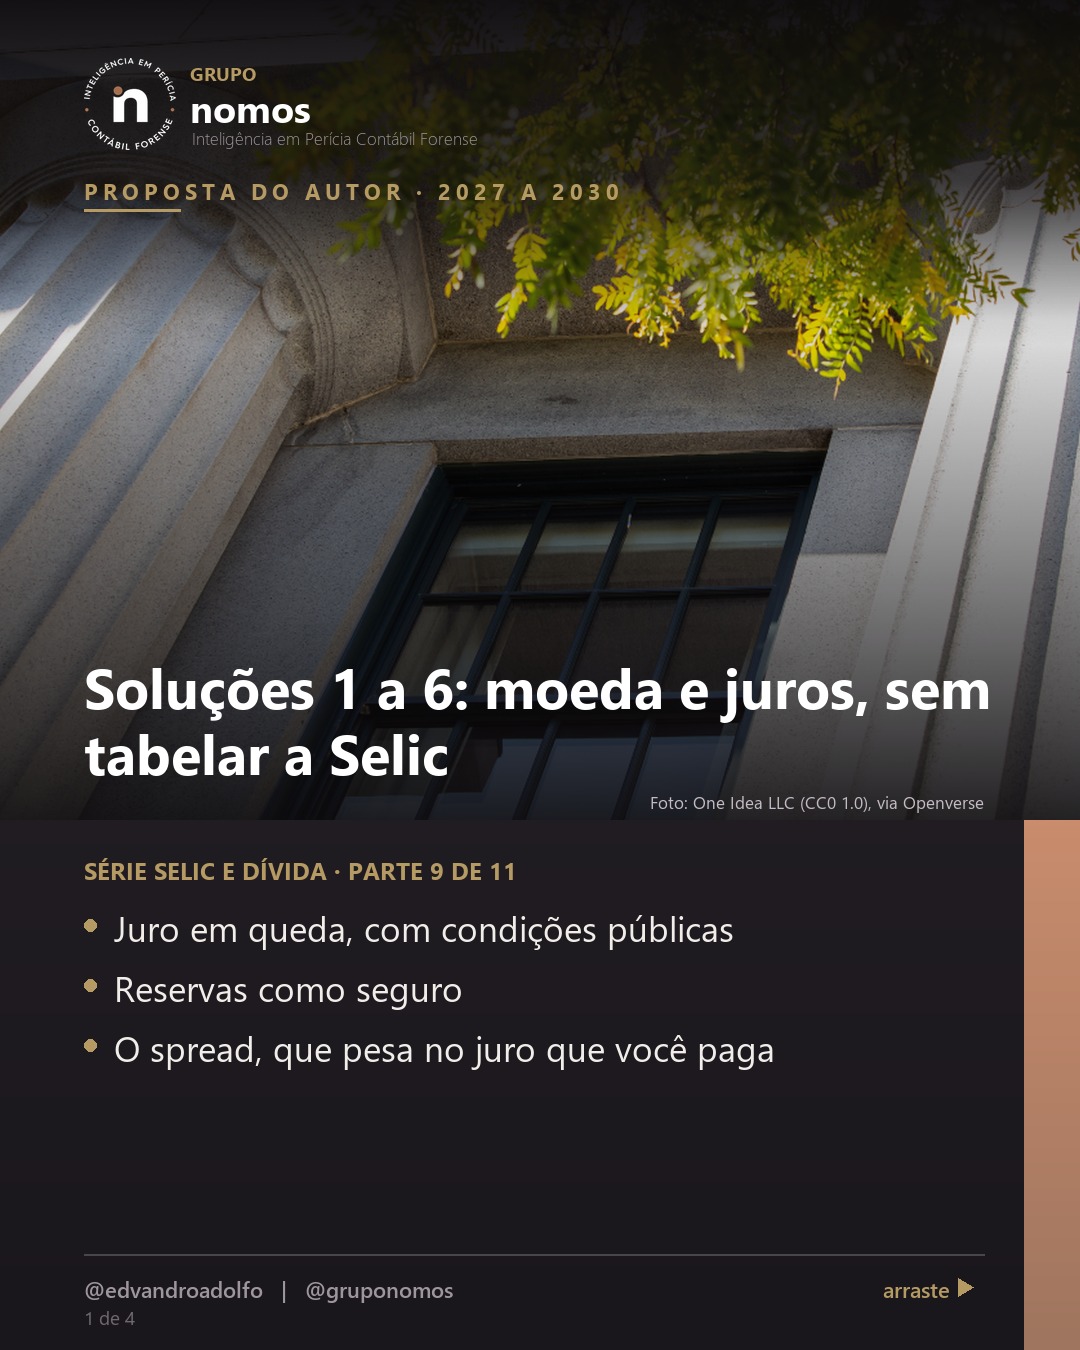 INTELIGÊNCIA EM PERÍCIA
CONTÁBIL FORENSE
n
GRUPO
nomos
Inteligência em Perícia Contábil Forense
PROPOSTA DO AUTOR · 2027 A 2030
Soluções 1 a 6: moeda e juros, sem
tabelar a Selic
Foto: One Idea LLC (CC0 1.0), via Openverse
SÉRIE SELIC E DÍVIDA · PARTE 9 DE 11
Juro em queda, com condições públicas
Reservas como seguro
O spread, que pesa no juro que você paga
@edvandroadolfo | @gruponomos
arraste
1 de 4